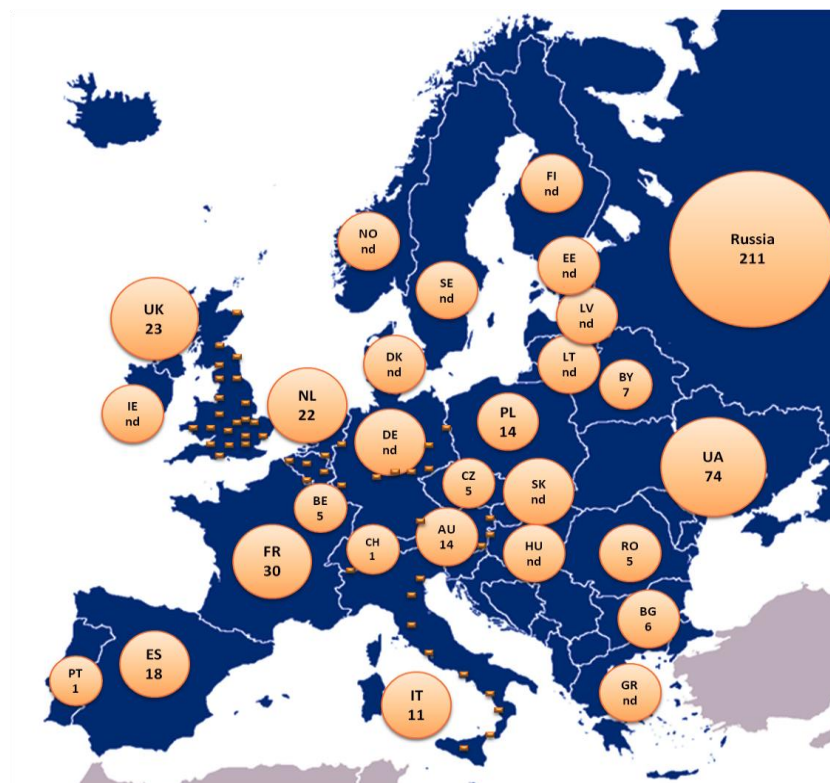 FI
nd
NO
nd
Russia
211
EE
nd
SE
nd
UK
23
LV
nd
DK
nd
LT
nd
BY
7
NL
22
IE
nd
PL
14
DE
nd
UA
74
CZ
5
SK
nd
BE
5
AU
14
FR
30
CH
1
HU
nd
RO
5
BG
6
ES
18
PT
1
IT
11
GR
nd